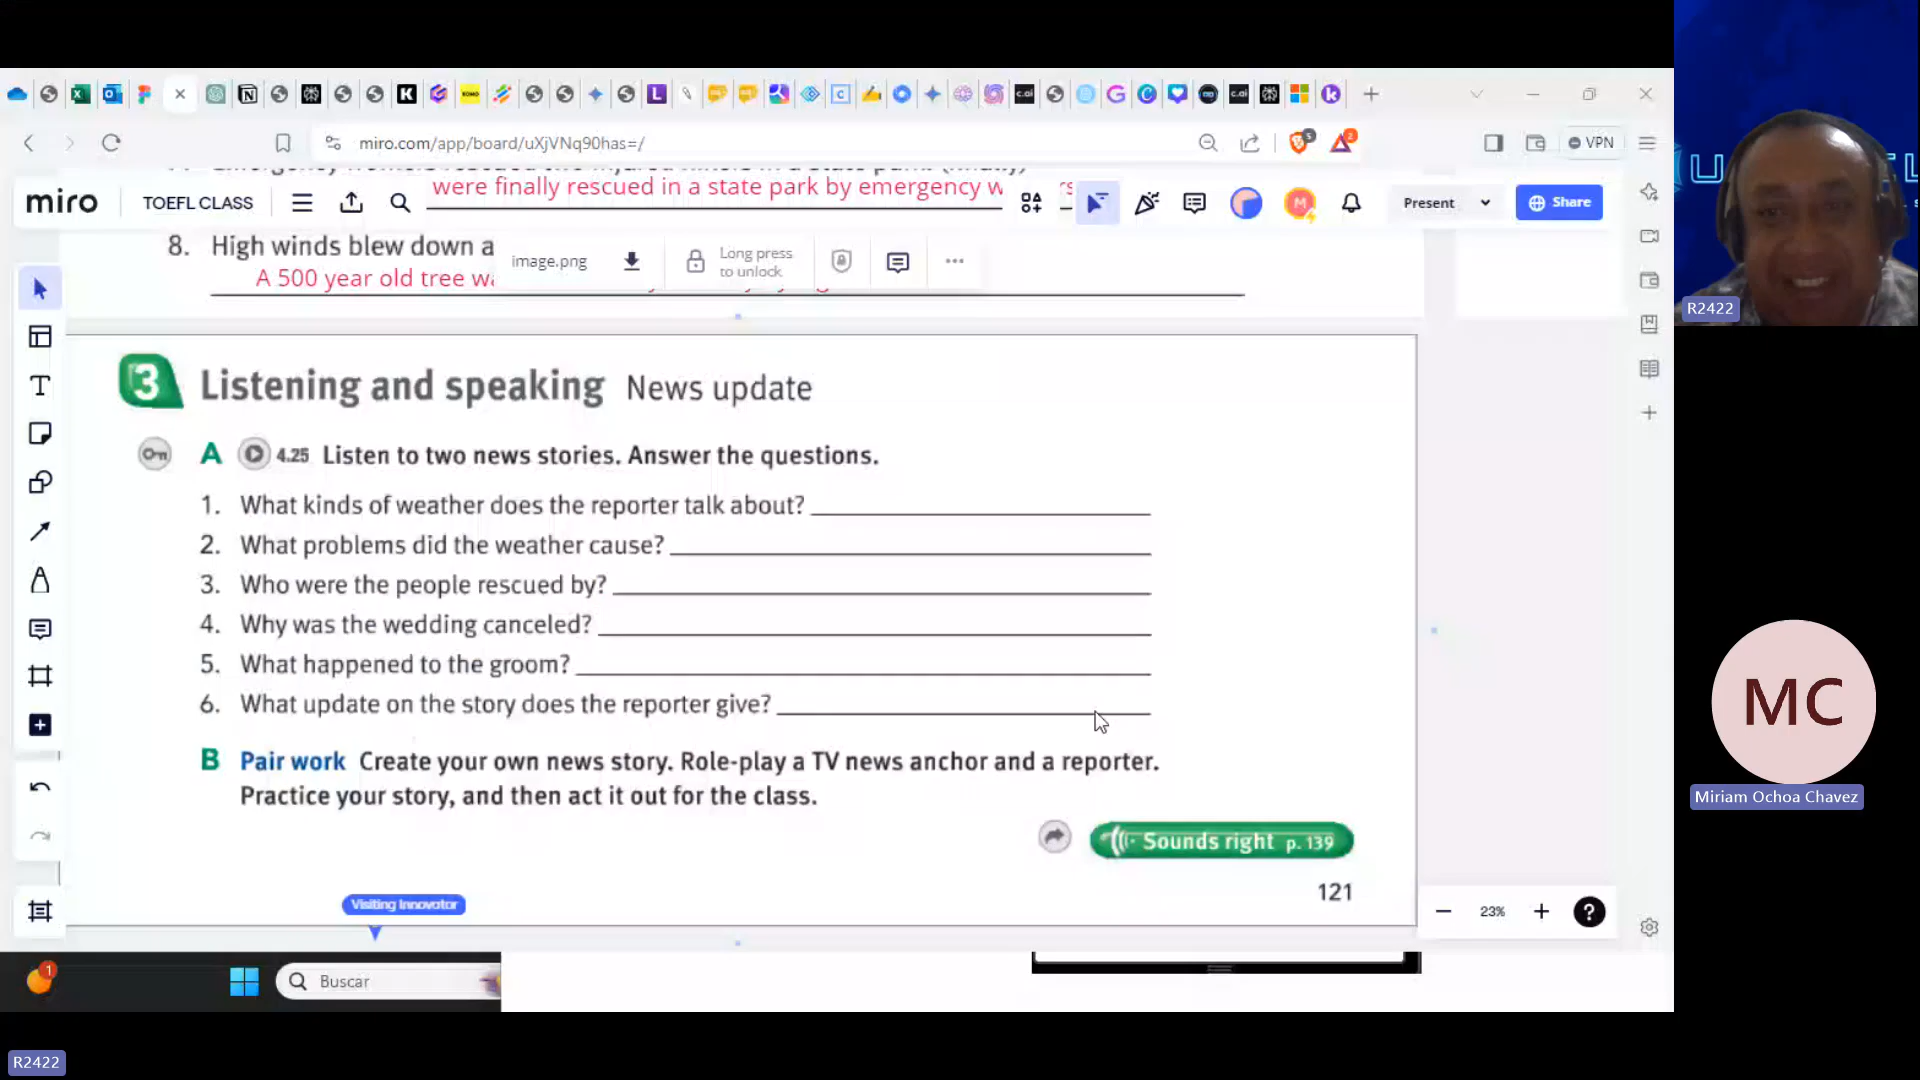 miro.com/app/board/uXjVNq90has=/
VPN
were finally rescued in a state park by emergency w
miro
TOEFL CLASS
Present
Share
8. High winds blew down a
A 500 year old tree wa
image.png
Long press
to unlock
3 Listening and speaking News update
A 4.25 Listen to two news stories. Answer the questions.
1. What kinds of weather does the reporter talk about?
2. What problems did the weather cause?
3. Who were the people rescued by?
4. Why was the wedding canceled?
5. What happened to the groom?
6. What update on the story does the reporter give?
B Pair work Create your own news story. Role-play a TV news anchor and a reporter.
Practice your story, and then act it out for the class.
Sounds right p. 139
121
Visiting Innovator
23%
Buscar
R2422
MC
Miriam Ochoa Chavez
R2422